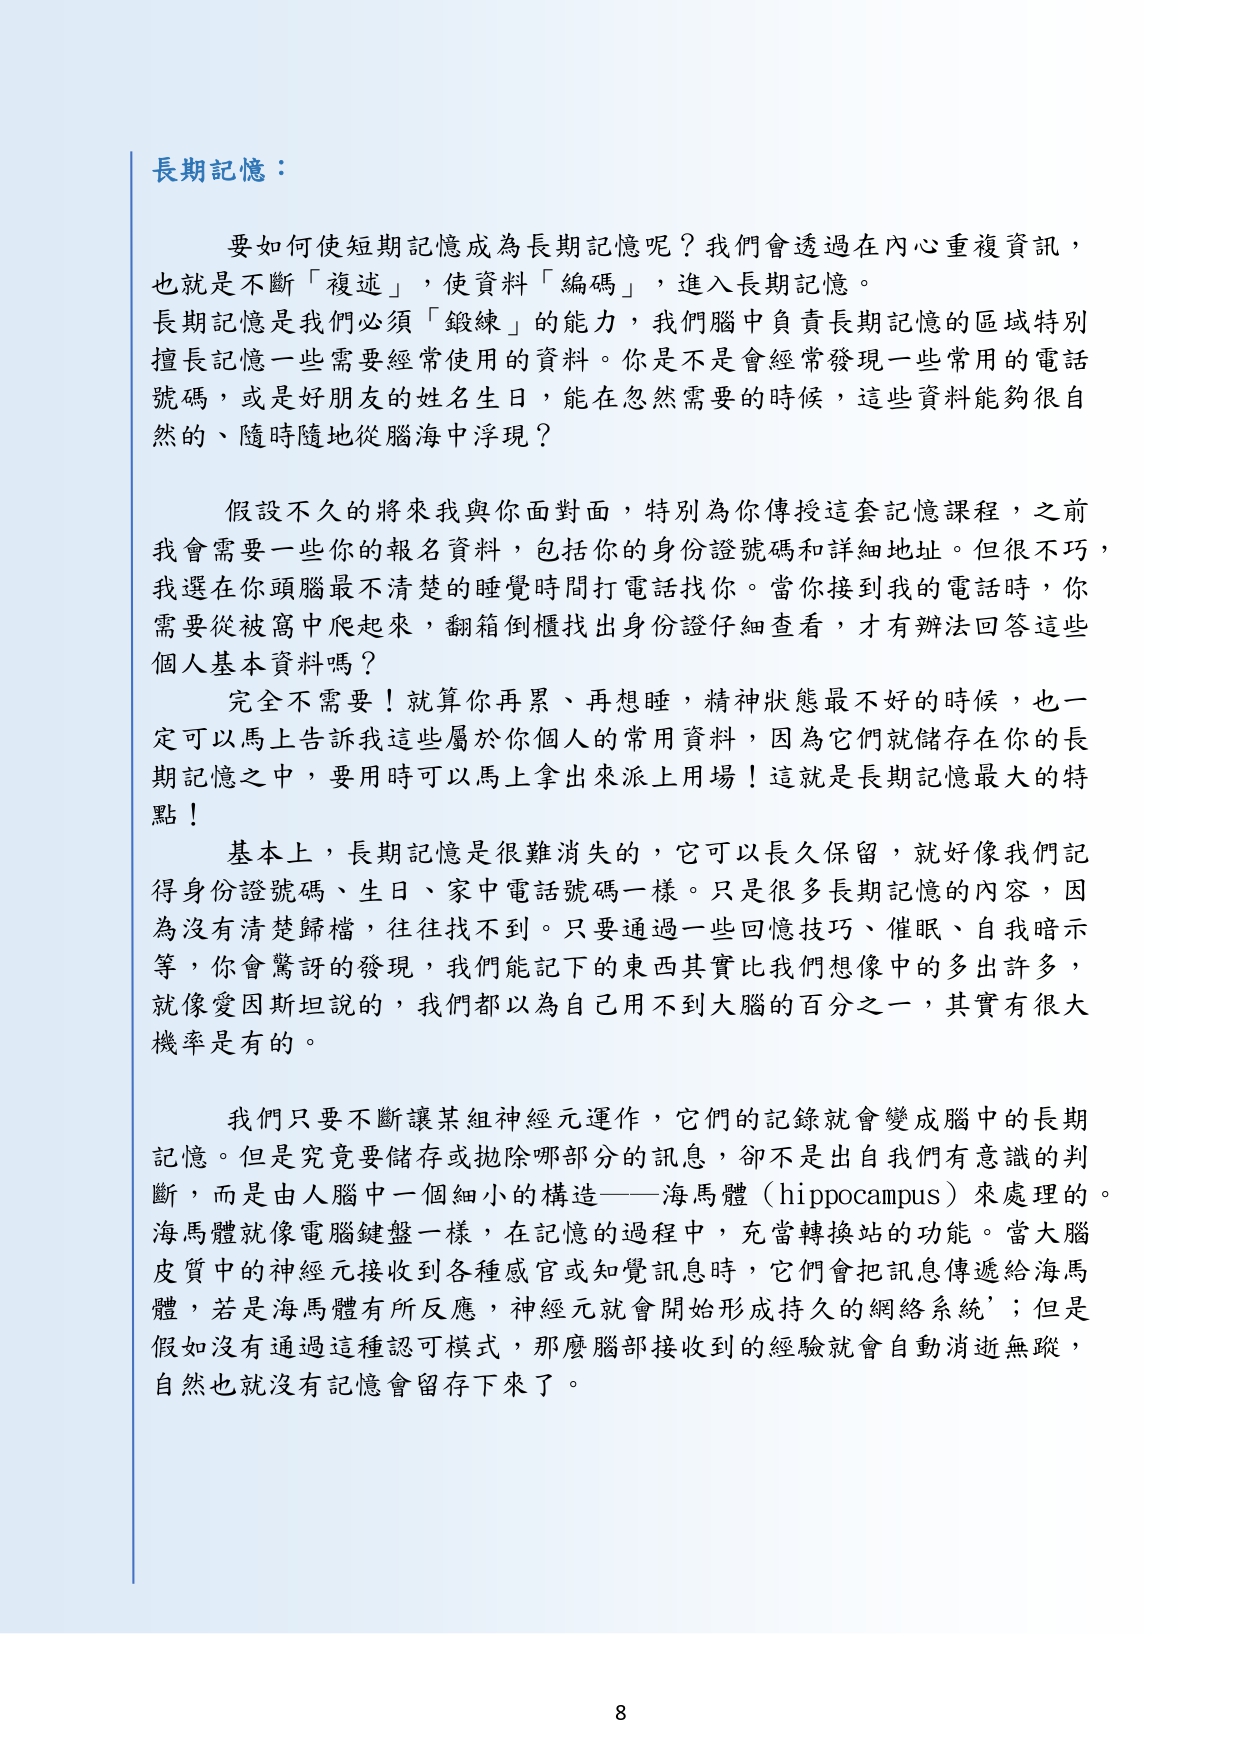 長期記憶：
要如何使短期記憶成為長期記憶呢？我們會透過在內心重複資訊，
也就是不斷「複述」，使資料「編碼」，進入長期記憶。
長期記憶是我們必須「鍛練」的能力，我們腦中負責長期記憶的區域特別
擅長記憶一些需要經常使用的資料。你是不是會經常發現一些常用的電話
號碼，或是好朋友的姓名生日，能在忽然需要的時候，這些資料能夠很自
然的、隨時隨地從腦海中浮現？
假設不久的將來我與你面對面，特別為你傳授這套記憶課程，之前
我會需要一些你的報名資料，包括你的身份證號碼和詳細地址。但很不巧，
我選在你頭腦最不清楚的睡覺時間打電話找你。當你接到我的電話時，你
需要從被窩中爬起來，翻箱倒櫃找出身份證仔細查看，才有辦法回答這些
個人基本資料嗎？
完全不需要！就算你再累、再想睡，精神狀態最不好的時候，也一
定可以馬上告訴我這些屬於你個人的常用資料，因為它們就儲存在你的長
期記憶之中，要用時可以馬上拿出來派上用場！這就是長期記憶最大的特
點！
基本上，長期記憶是很難消失的，它可以長久保留，就好像我們記
得身份證號碼、生日、家中電話號碼一樣。只是很多長期記憶的內容，因
為沒有清楚歸檔，往往找不到。只要通過一些回憶技巧、催眠、自我暗示
等，你會驚訝的發現，我們能記下的東西其實比我們想像中的多出許多，
就像愛因斯坦說的，我們都以為自己用不到大腦的百分之一，其實有很大
機率是有的。
我們只要不斷讓某組神經元運作，它們的記錄就會變成腦中的長期
記憶。但是究竟要儲存或拋除哪部分的訊息，卻不是出自我們有意識的判
斷，而是由人腦中一個細小的構造──海馬體（hippocampus）來處理的。
海馬體就像電腦鍵盤一樣，在記憶的過程中，充當轉換站的功能。當大腦
皮質中的神經元接收到各種感官或知覺訊息時，它們會把訊息傳遞給海馬
體，若是海馬體有所反應，神經元就會開始形成持久的網絡系統’；但是
假如沒有通過這種認可模式，那麼腦部接收到的經驗就會自動消逝無蹤，
自然也就沒有記憶會留存下來了。
8